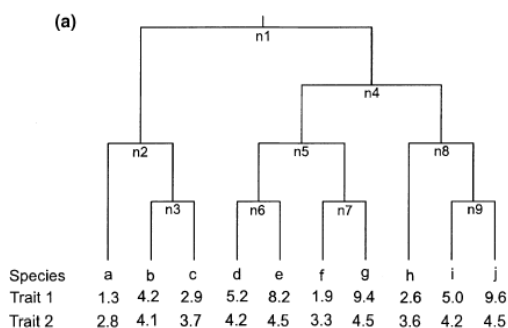 (a)
n1
n4
n2 n5 n8
n3 n6 n7 n9
Species a b c d e f g h i j
Trait 1 1.3 4.2 2.9 5.2 8.2 1.9 9.4 2.6 5.0 9.6
Trait 2 2.8 4.1 3.7 4.2 4.5 3.3 4.5 3.6 4.2 4.5